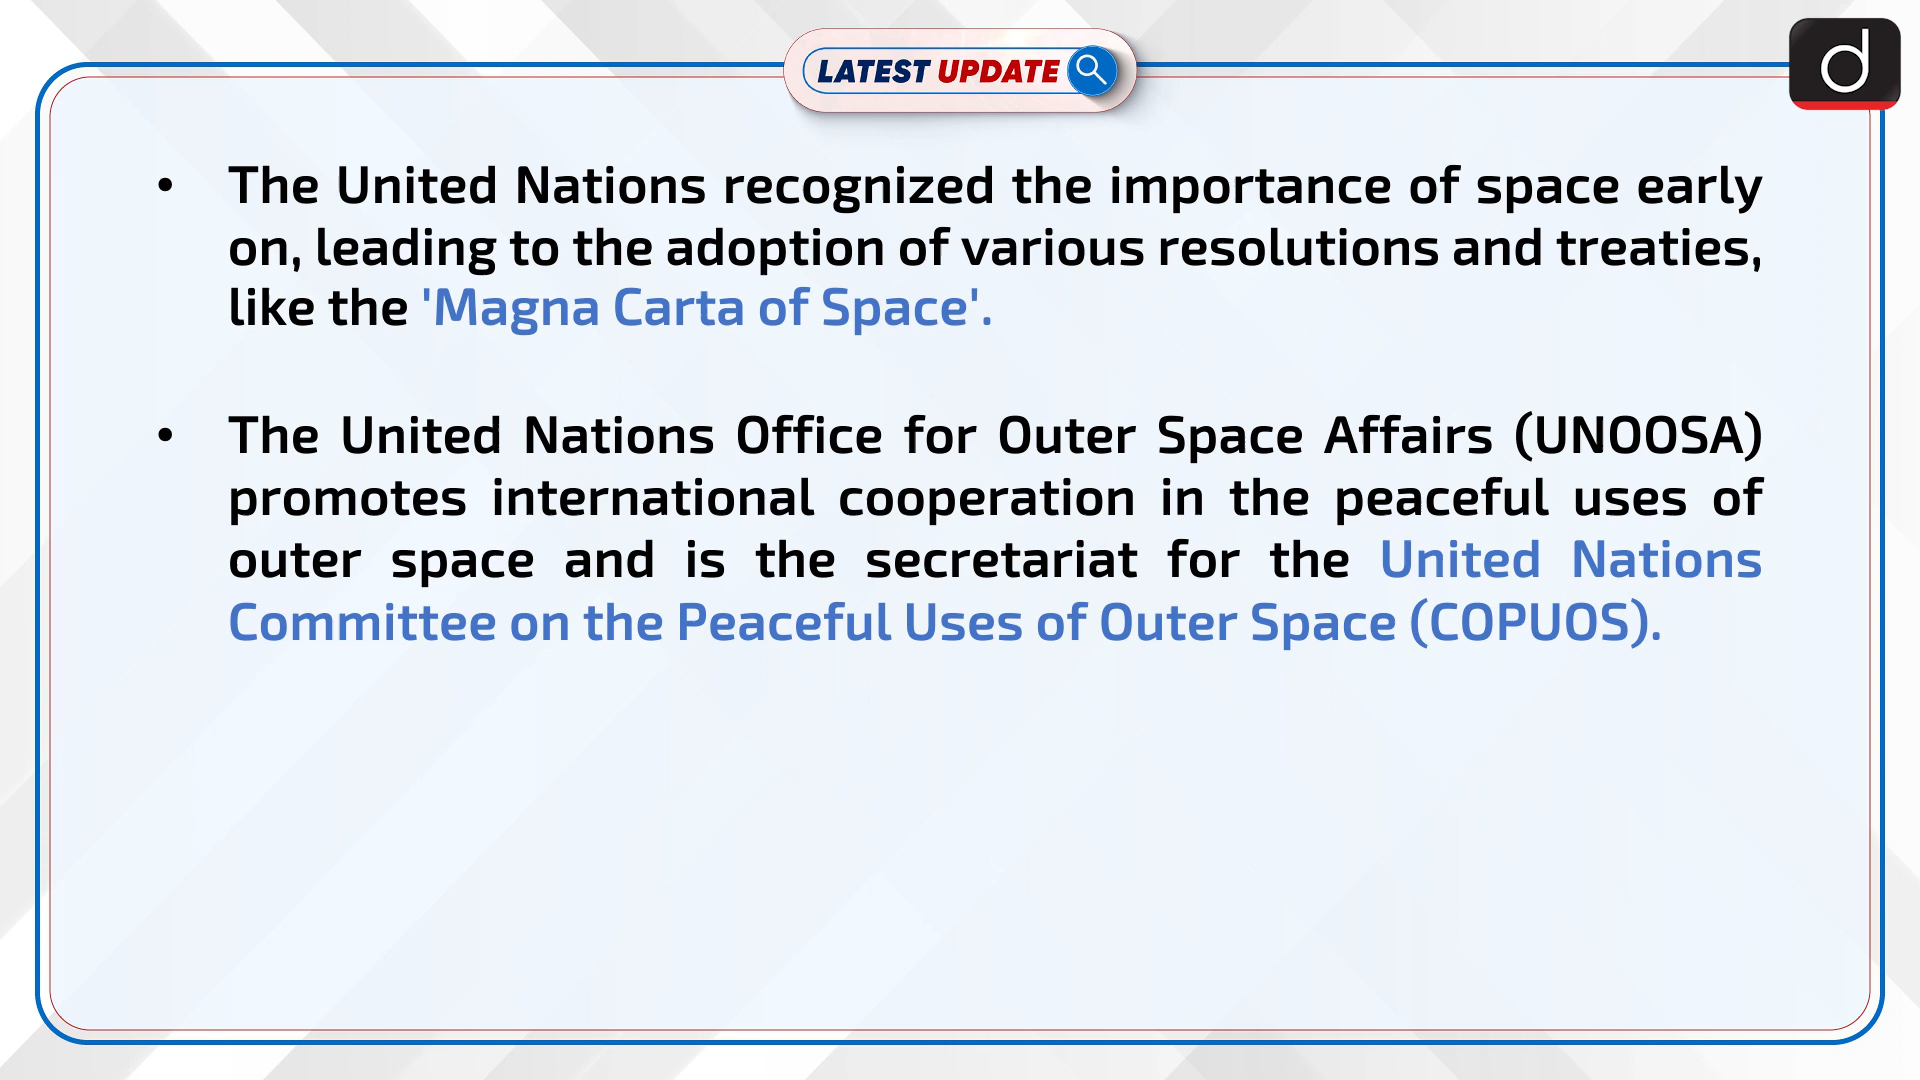 LATEST UPDATE
d
• The United Nations recognized the importance of space early
on, leading to the adoption of various resolutions and treaties,
like the 'Magna Carta of Space'.
• The United Nations Office for Outer Space Affairs (UNOOSA)
promotes international cooperation in the peaceful uses of
outer space and is the secretariat for the United Nations
Committee on the Peaceful Uses of Outer Space (COPUOS).